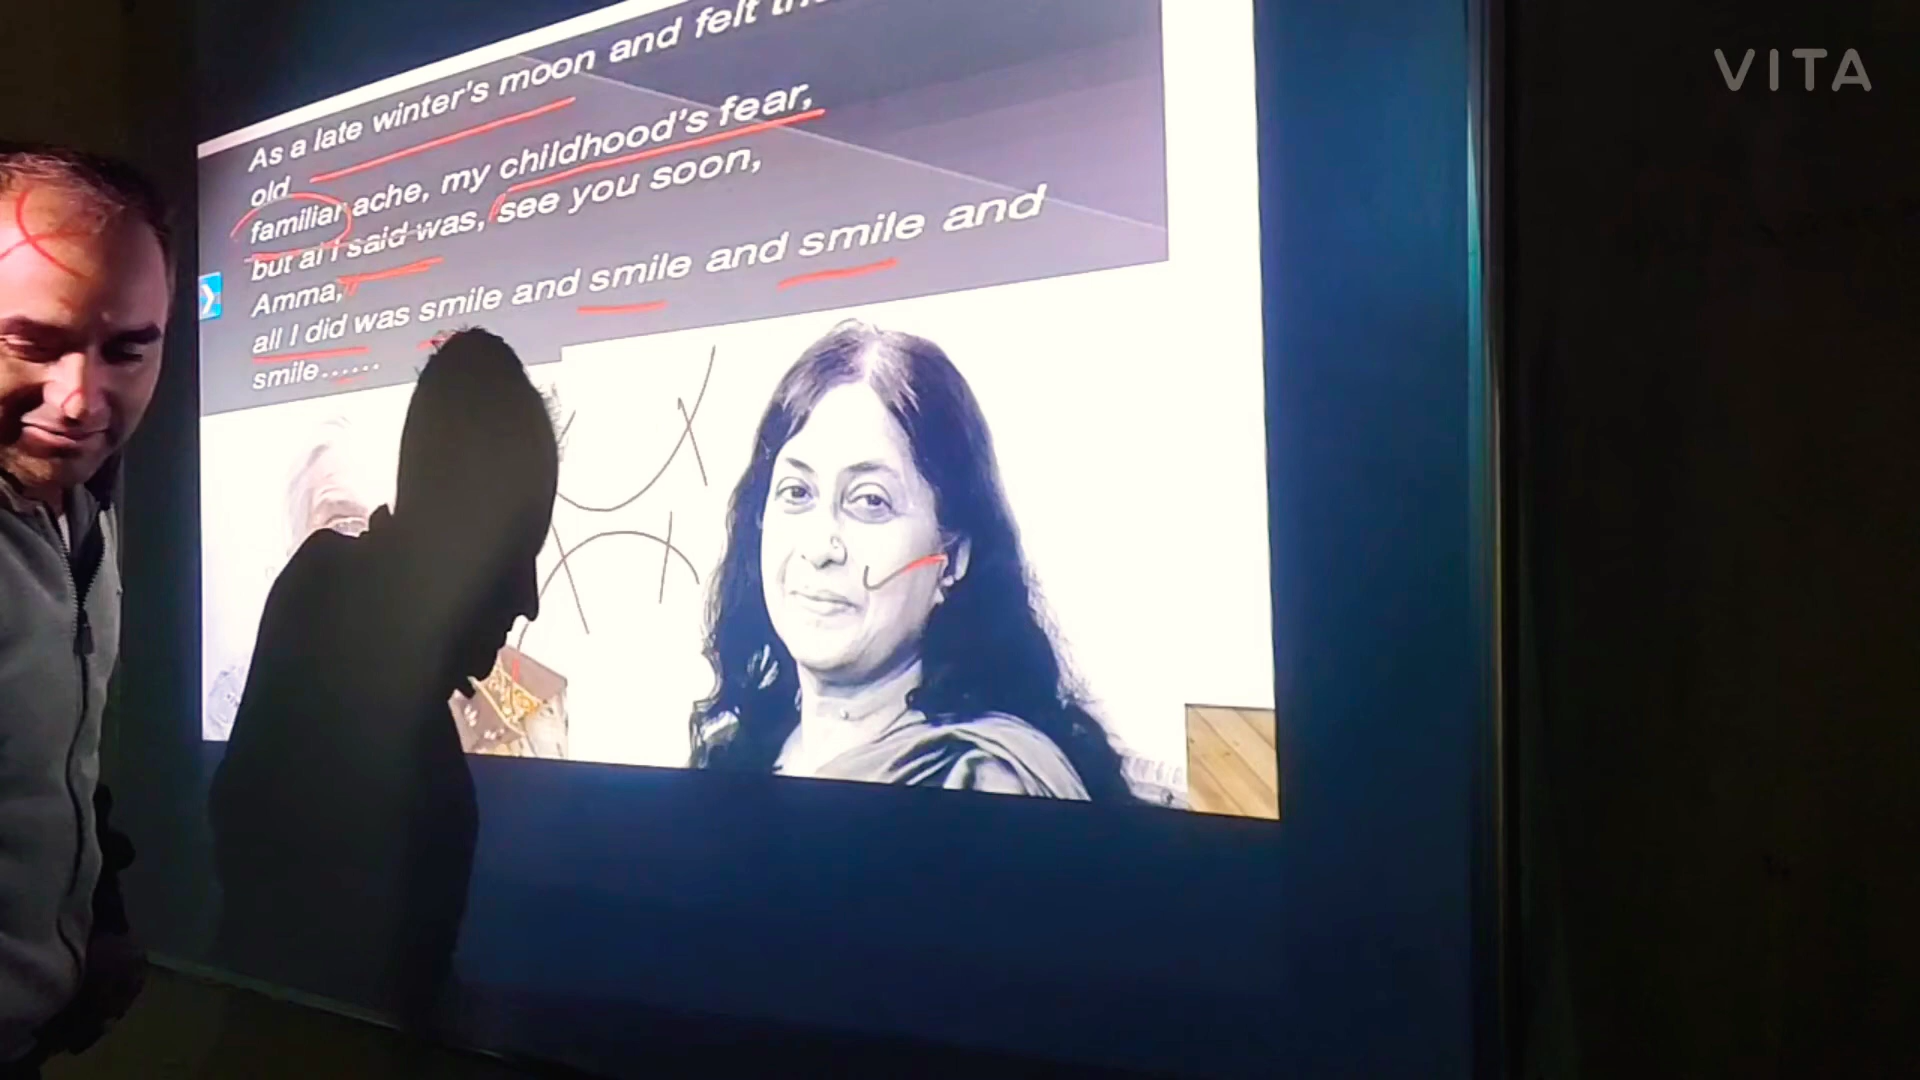 As a late winter's moon and felt
old
familiar ache, my childhood's fear,
but al I said was, see you soon,
Amma,
all I did was smile and smile and smile and
smile......
VITA